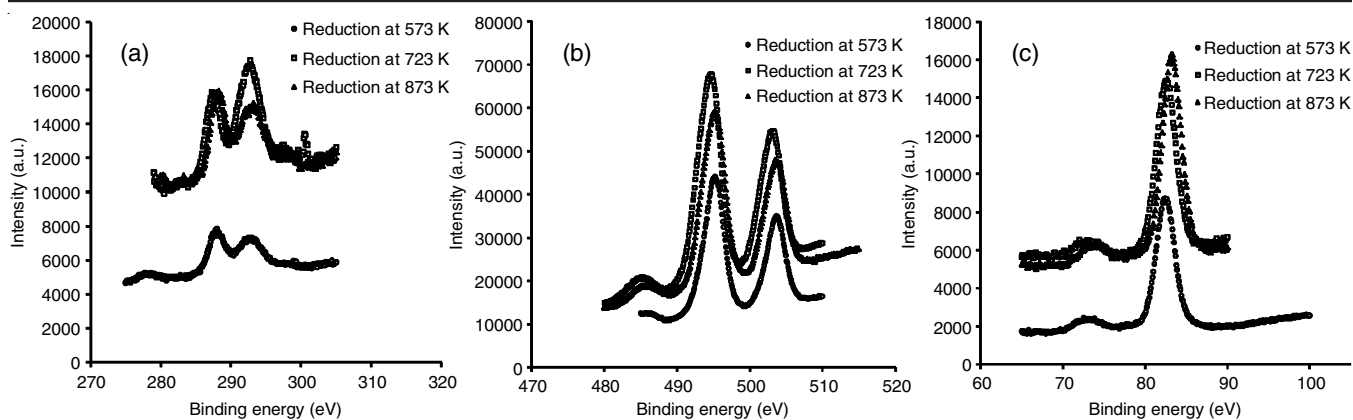 (a)
Reduction at 573 K
Reduction at 723 K
Reduction at 873 K
20000
18000
16000
14000
12000
10000
8000
6000
4000
2000
0
Intensity (a.u.)
270 280 290 300 310 320
Binding energy (eV)
(b)
Reduction at 573 K
Reduction at 723 K
Reduction at 873 K
80000
70000
60000
50000
40000
30000
20000
10000
0
Intensity (a.u.)
470 480 490 500 510 520
Binding energy (eV)
(c)
Reduction at 573 K
Reduction at 723 K
Reduction at 873 K
18000
16000
14000
12000
10000
8000
6000
4000
2000
0
Intensity (a.u.)
60 70 80 90 100
Binding energy (eV)